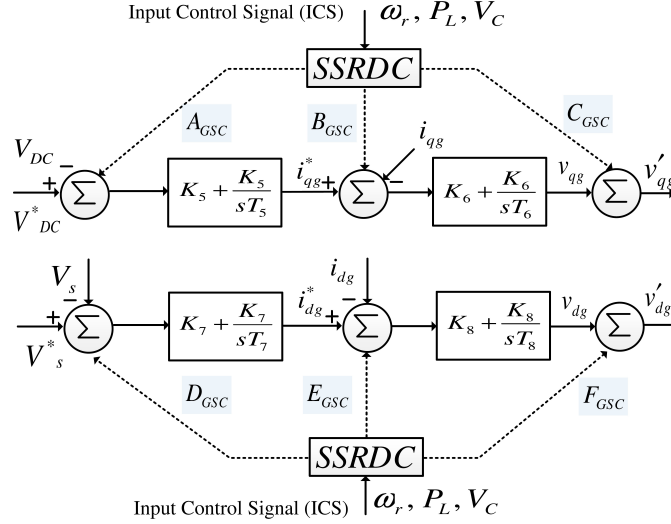 Input Control Signal (ICS) ω_r, P_L, V_C
SSRDC
A_GSC B_GSC C_GSC
V_DC − + V*_DC Σ K_5 + K_5/sT_5 i*_qg + Σ − i_qg K_6 + K_6/sT_6 v_qg Σ v′_qg
V_s − + V*_s Σ K_7 + K_7/sT_7 i*_dg + Σ − i_dg K_8 + K_8/sT_8 v_dg Σ v′_dg
D_GSC E_GSC F_GSC
SSRDC
Input Control Signal (ICS) ω_r, P_L, V_C